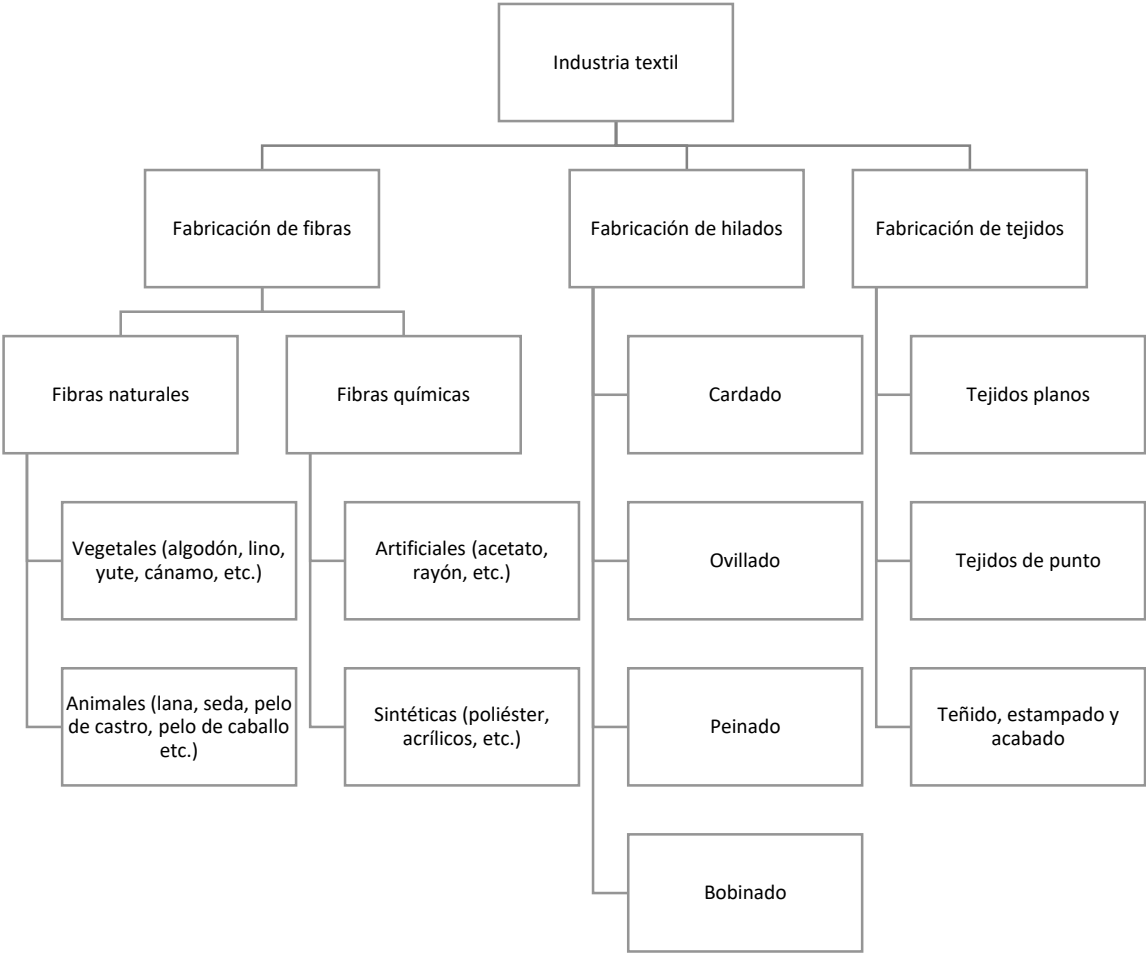 Industria textil
Fabricación de fibras
Fabricación de hilados
Fabricación de tejidos
Fibras naturales
Fibras químicas
Cardado
Tejidos planos
Vegetales (algodón, lino,
yute, cánamo, etc.)
Artificiales (acetato,
rayón, etc.)
Ovillado
Tejidos de punto
Animales (lana, seda, pelo
de castro, pelo de caballo
etc.)
Sintéticas (poliéster,
acrílicos, etc.)
Peinado
Teñido, estampado y
acabado
Bobinado